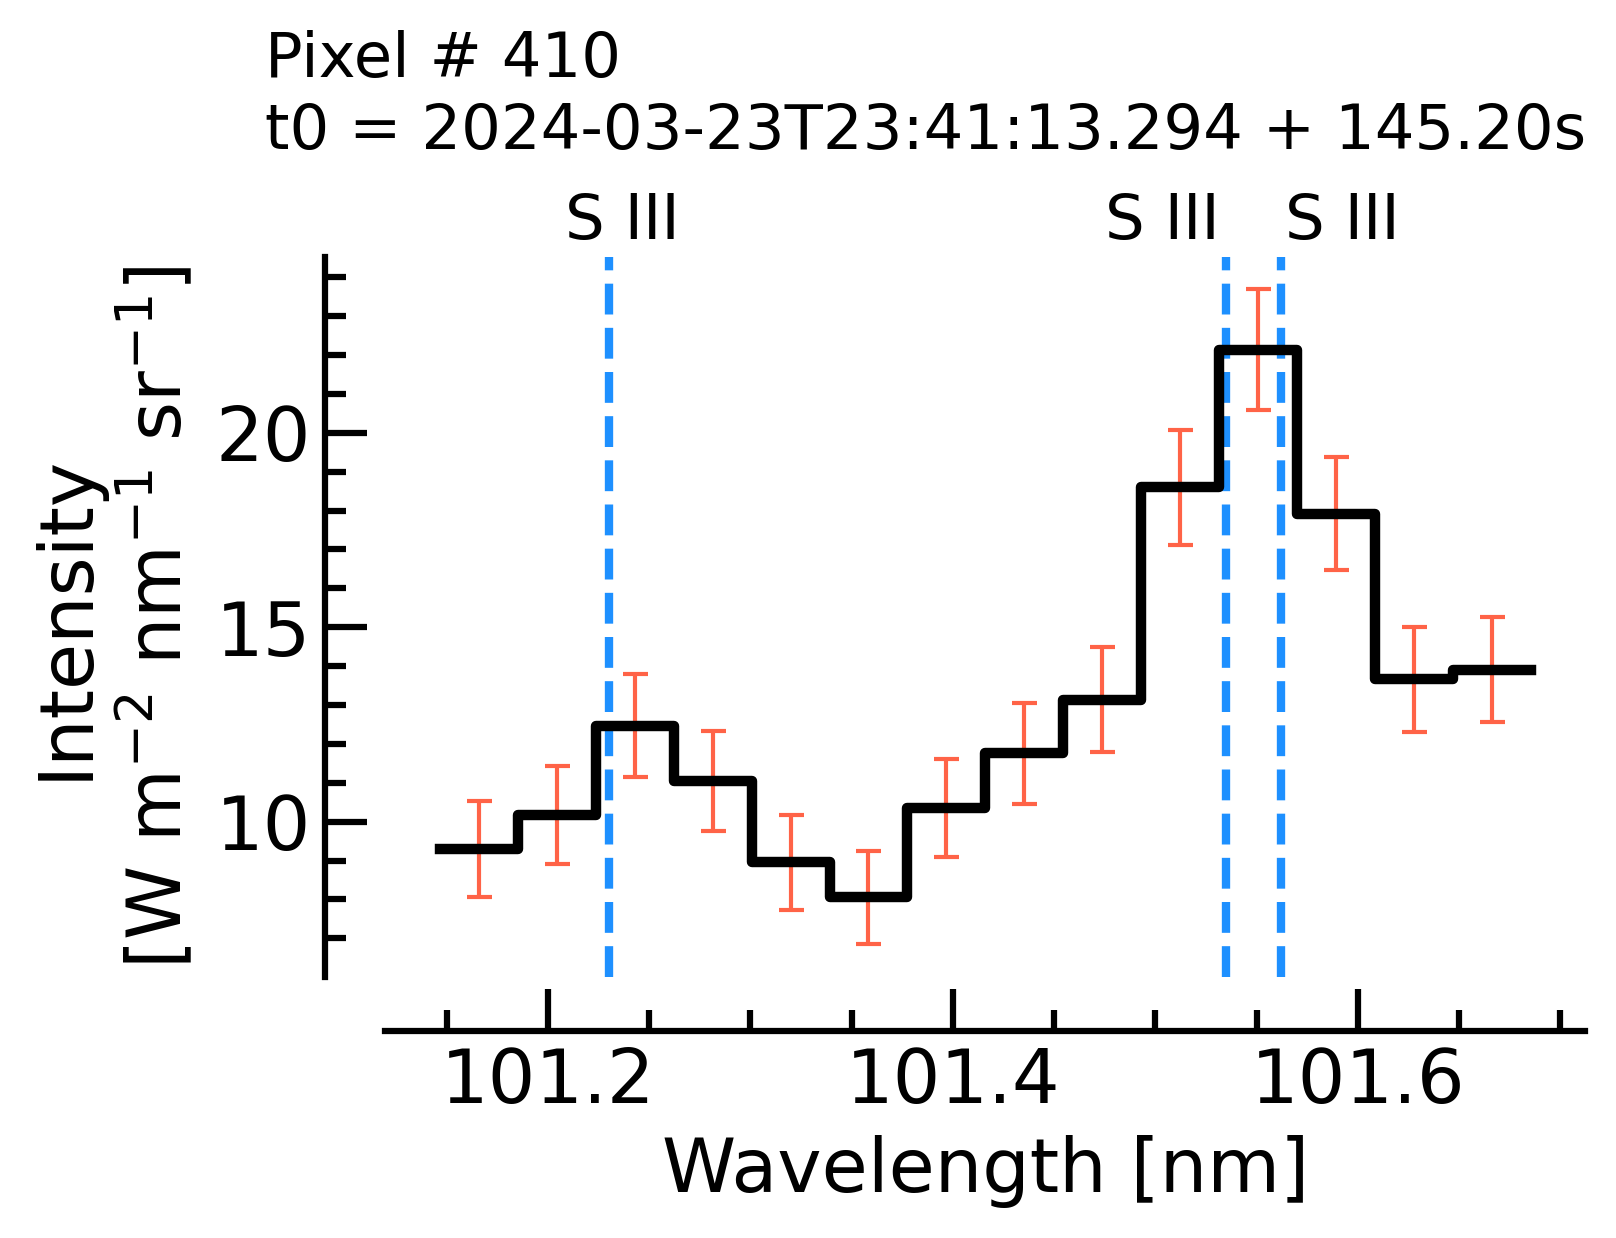 Pixel # 410
t0 = 2024-03-23T23:41:13.294 + 145.20s
S III S III S III
Intensity
[W m⁻² nm⁻¹ sr⁻¹]
20
15
10
101.2 101.4 101.6
Wavelength [nm]